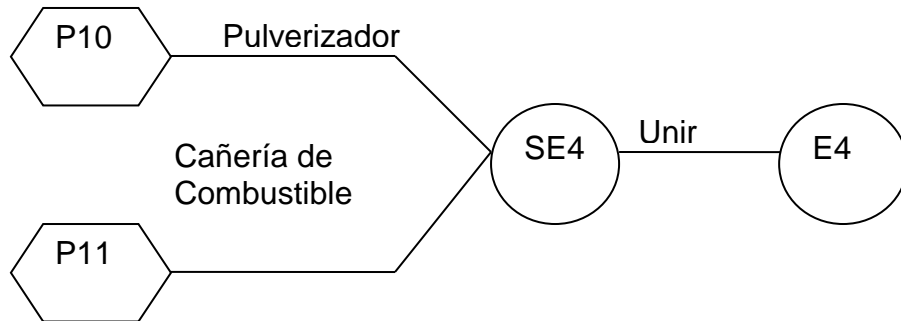 P10
Pulverizador
Cañería de
Combustible
SE4
Unir
E4
P11